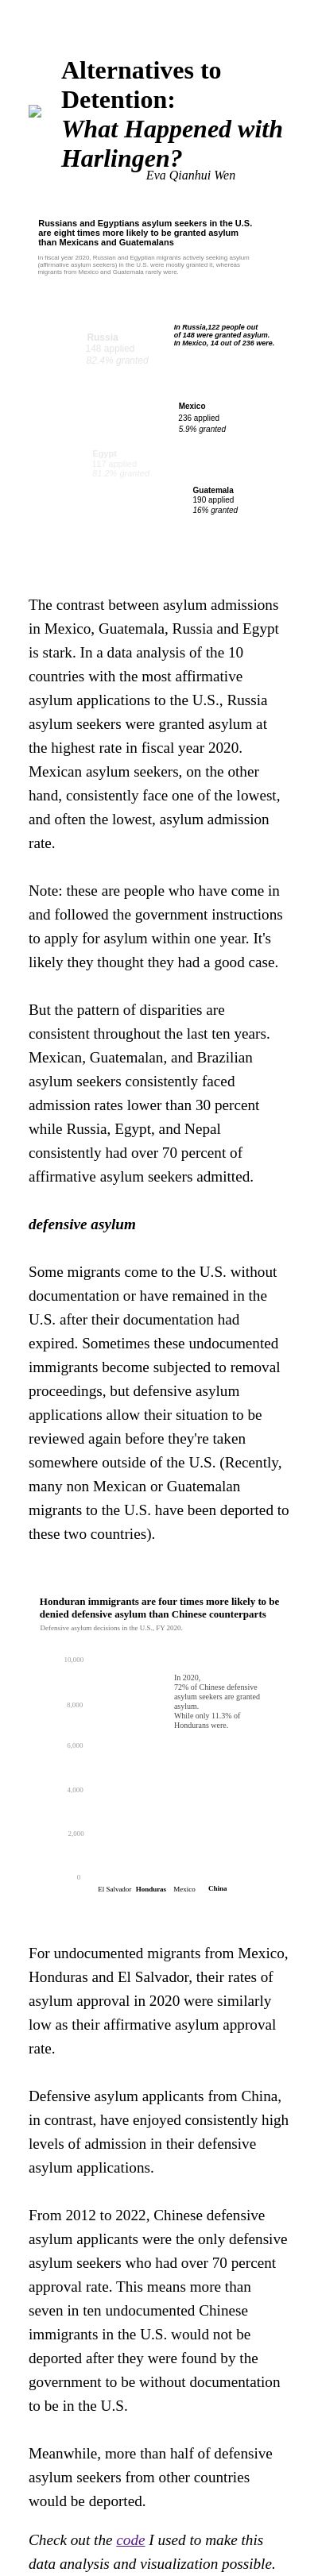 Alternatives to
Detention:
What Happened with
Harlingen?
Eva Qianhui Wen
Russians and Egyptians asylum seekers in the U.S.
are eight times more likely to be granted asylum
than Mexicans and Guatemalans
In fiscal year 2020, Russian and Egyptian migrants actively seeking asylum
(affirmative asylum seekers) in the U.S. were mostly granted it, whereas
migrants from Mexico and Guatemala rarely were.
In Russia,122 people out
of 148 were granted asylum.
In Mexico, 14 out of 236 were.
Russia
148 applied
82.4% granted
Mexico
236 applied
5.9% granted
Egypt
117 applied
81.2% granted
Guatemala
190 applied
16% granted
The contrast between asylum admissions
in Mexico, Guatemala, Russia and Egypt
is stark. In a data analysis of the 10
countries with the most affirmative
asylum applications to the U.S., Russia
asylum seekers were granted asylum at
the highest rate in fiscal year 2020.
Mexican asylum seekers, on the other
hand, consistently face one of the lowest,
and often the lowest, asylum admission
rate.
Note: these are people who have come in
and followed the government instructions
to apply for asylum within one year. It's
likely they thought they had a good case.
But the pattern of disparities are
consistent throughout the last ten years.
Mexican, Guatemalan, and Brazilian
asylum seekers consistently faced
admission rates lower than 30 percent
while Russia, Egypt, and Nepal
consistently had over 70 percent of
affirmative asylum seekers admitted.
defensive asylum
Some migrants come to the U.S. without
documentation or have remained in the
U.S. after their documentation had
expired. Sometimes these undocumented
immigrants become subjected to removal
proceedings, but defensive asylum
applications allow their situation to be
reviewed again before they're taken
somewhere outside of the U.S. (Recently,
many non Mexican or Guatemalan
migrants to the U.S. have been deported to
these two countries).
Honduran immigrants are four times more likely to be
denied defensive asylum than Chinese counterparts
Defensive asylum decisions in the U.S., FY 2020.
10,000
8,000
6,000
4,000
2,000
0
In 2020,
72% of Chinese defensive
asylum seekers are granted
asylum.
While only 11.3% of
Hondurans were.
El Salvador Honduras Mexico China
For undocumented migrants from Mexico,
Honduras and El Salvador, their rates of
asylum approval in 2020 were similarly
low as their affirmative asylum approval
rate.
Defensive asylum applicants from China,
in contrast, have enjoyed consistently high
levels of admission in their defensive
asylum applications.
From 2012 to 2022, Chinese defensive
asylum applicants were the only defensive
asylum seekers who had over 70 percent
approval rate. This means more than
seven in ten undocumented Chinese
immigrants in the U.S. would not be
deported after they were found by the
government to be without documentation
to be in the U.S.
Meanwhile, more than half of defensive
asylum seekers from other countries
would be deported.
Check out the code I used to make this
data analysis and visualization possible.